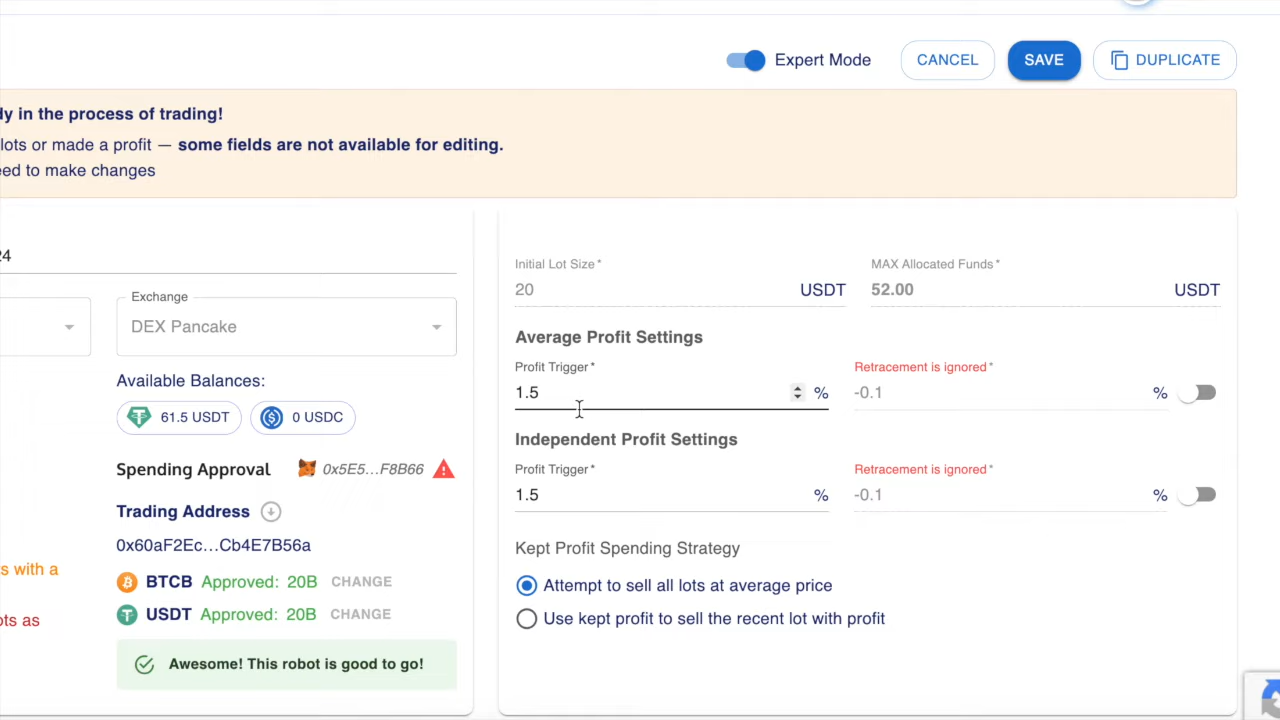 Expert Mode
CANCEL
SAVE
DUPLICATE
dy in the process of trading!
lots or made a profit — some fields are not available for editing.
eed to make changes
24
Exchange
DEX Pancake
Available Balances:
61.5 USDT
0 USDC
Spending Approval
0x5E5...F8B66
Trading Address
0x60aF2Ec...Cb4E7B56a
s with a
BTCB Approved: 20B CHANGE
ots as
USDT Approved: 20B CHANGE
Awesome! This robot is good to go!
Initial Lot Size*
20 USDT
MAX Allocated Funds*
52.00 USDT
Average Profit Settings
Profit Trigger*
1.5 %
Retracement is ignored*
-0.1 %
Independent Profit Settings
Profit Trigger*
1.5 %
Retracement is ignored*
-0.1 %
Kept Profit Spending Strategy
Attempt to sell all lots at average price
Use kept profit to sell the recent lot with profit